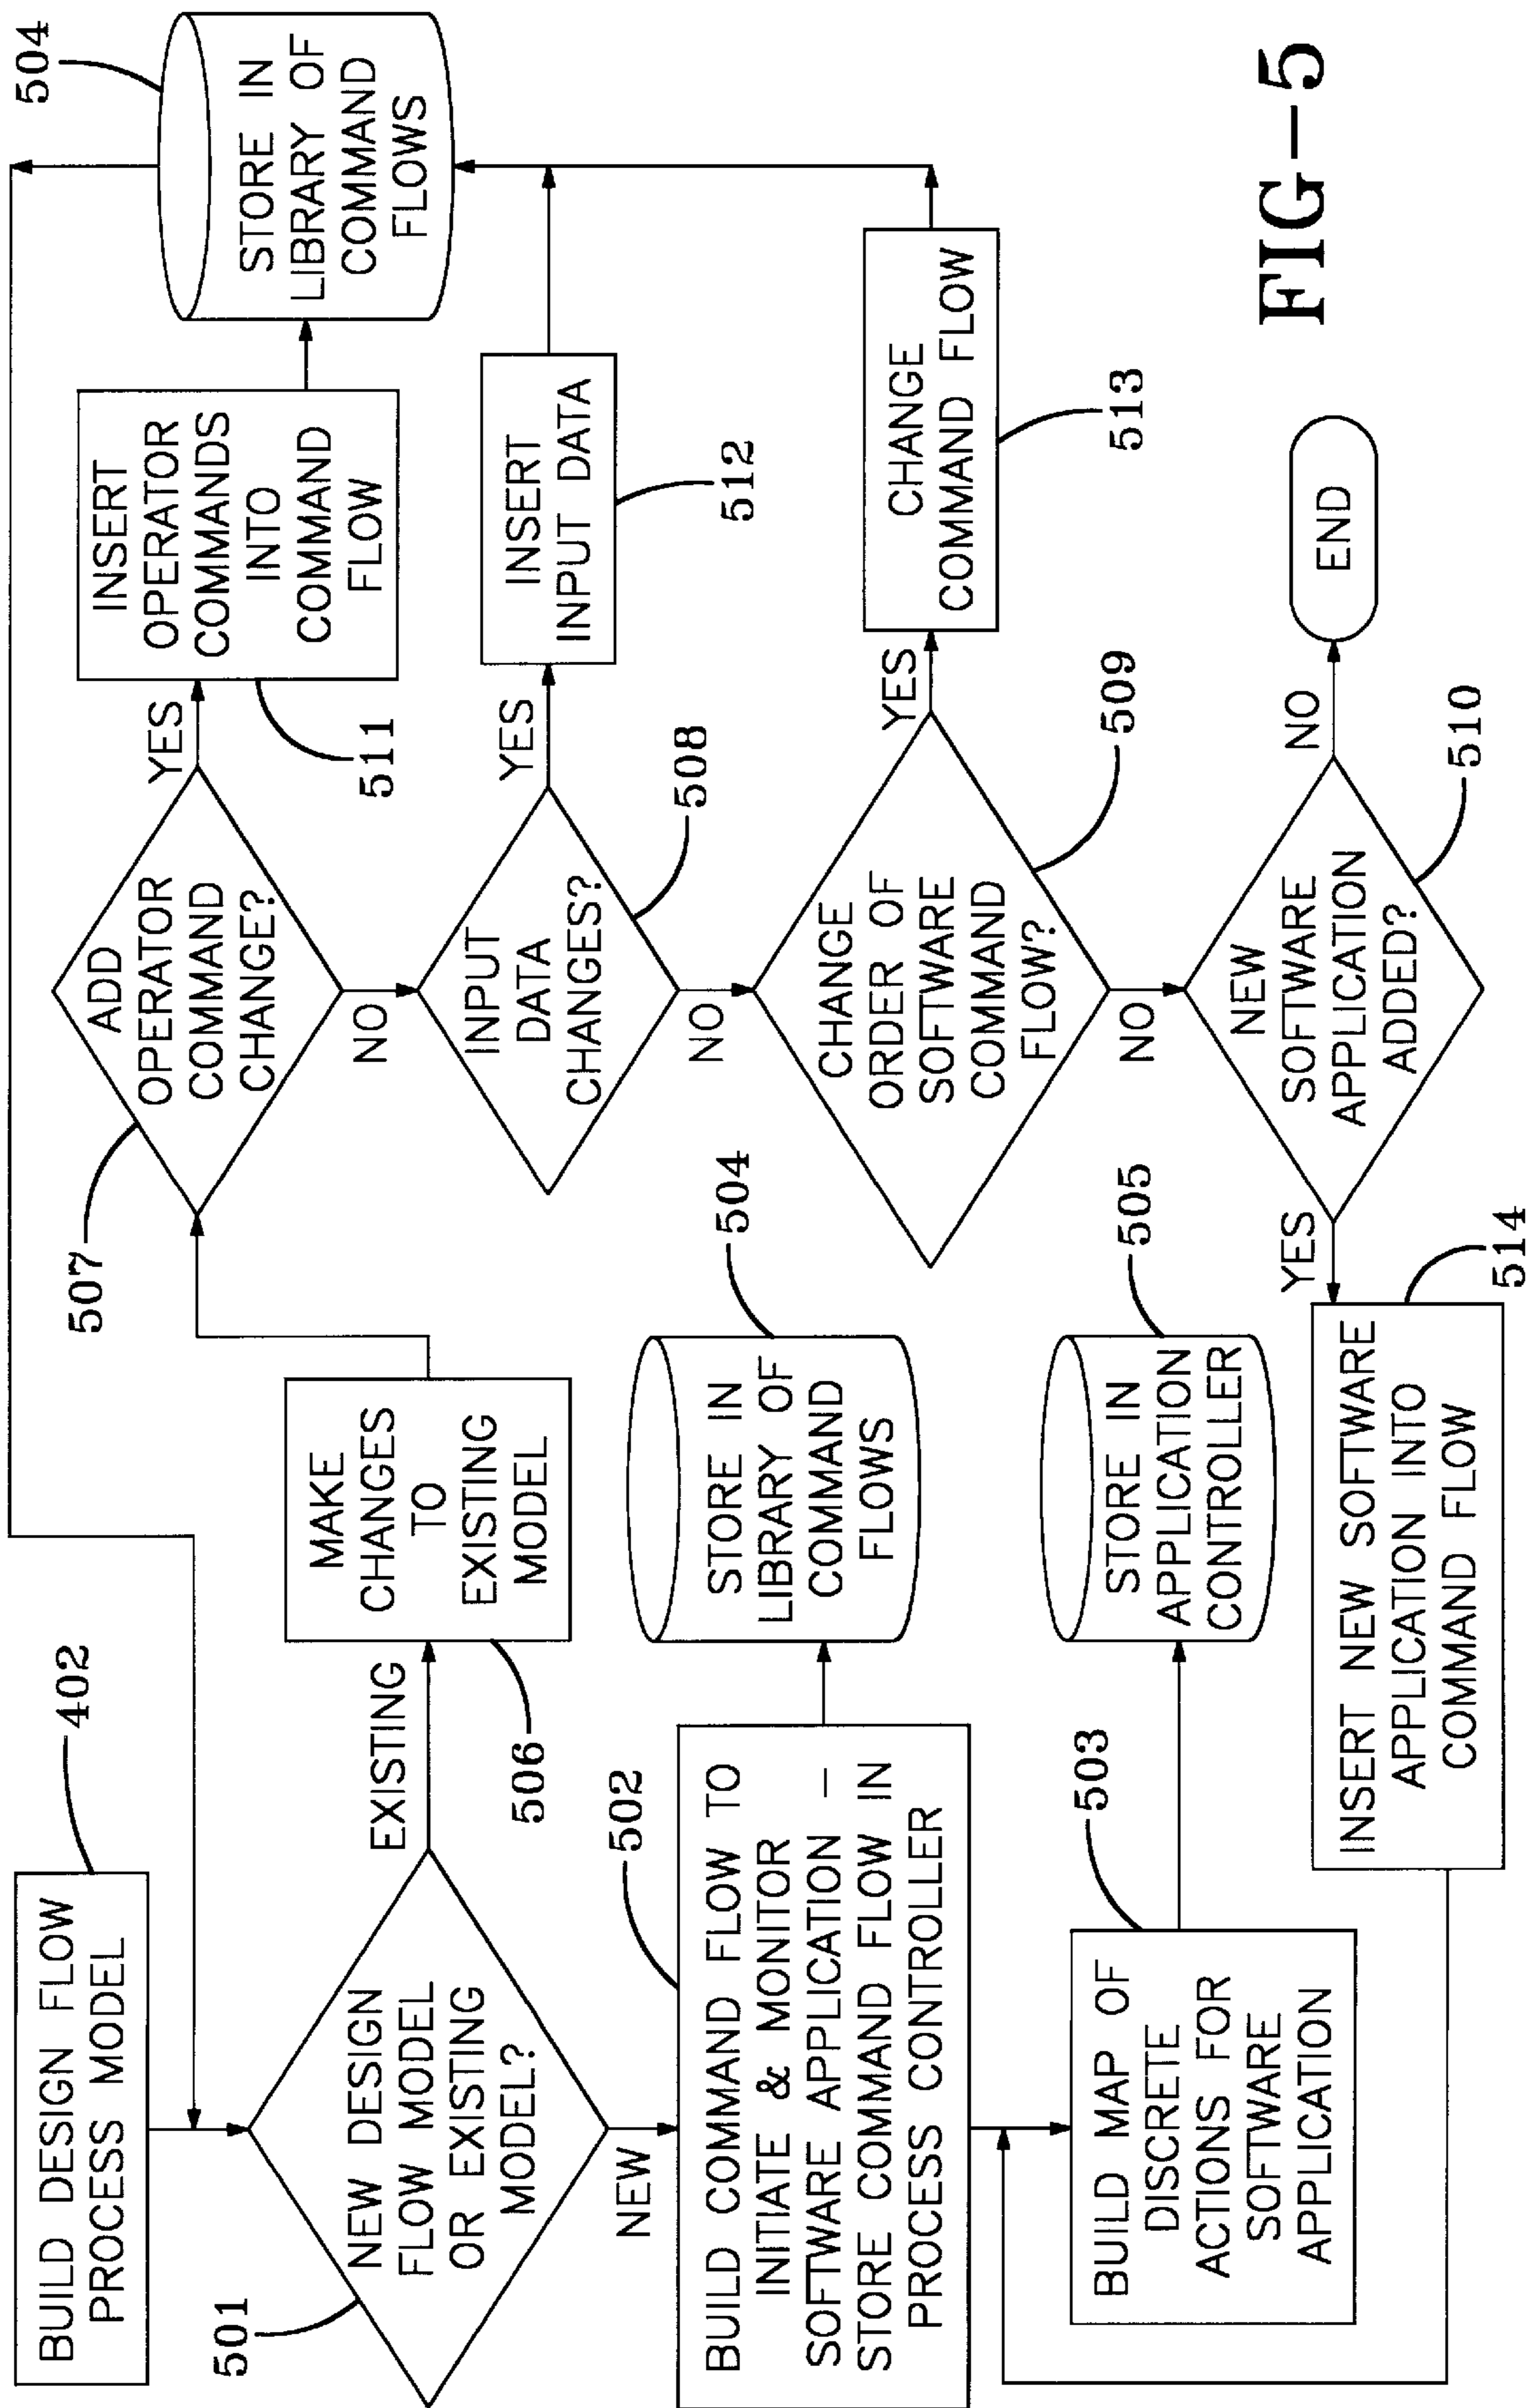 BUILD DESIGN FLOW
PROCESS MODEL
402
NEW DESIGN
FLOW MODEL
OR EXISTING
MODEL?
501
EXISTING
NEW
MAKE
CHANGES
TO
EXISTING
MODEL
506
BUILD COMMAND FLOW TO
INITIATE & MONITOR
SOFTWARE APPLICATION –
STORE COMMAND FLOW IN
PROCESS CONTROLLER
502
STORE IN
LIBRARY OF
COMMAND
FLOWS
504
BUILD MAP OF
DISCRETE
ACTIONS FOR
SOFTWARE
APPLICATION
503
STORE IN
APPLICATION
CONTROLLER
505
ADD
OPERATOR
COMMAND
CHANGE?
507
YES
NO
INSERT
OPERATOR
COMMANDS
INTO
COMMAND
FLOW
511
STORE IN
LIBRARY OF
COMMAND
FLOWS
504
INPUT
DATA
CHANGES?
508
YES
NO
INSERT
INPUT DATA
512
CHANGE
ORDER OF
SOFTWARE
COMMAND
FLOW?
509
YES
NO
CHANGE
COMMAND FLOW
513
NEW
SOFTWARE
APPLICATION
ADDED?
510
YES
NO
INSERT NEW SOFTWARE
APPLICATION INTO
COMMAND FLOW
514
END
FIG–5